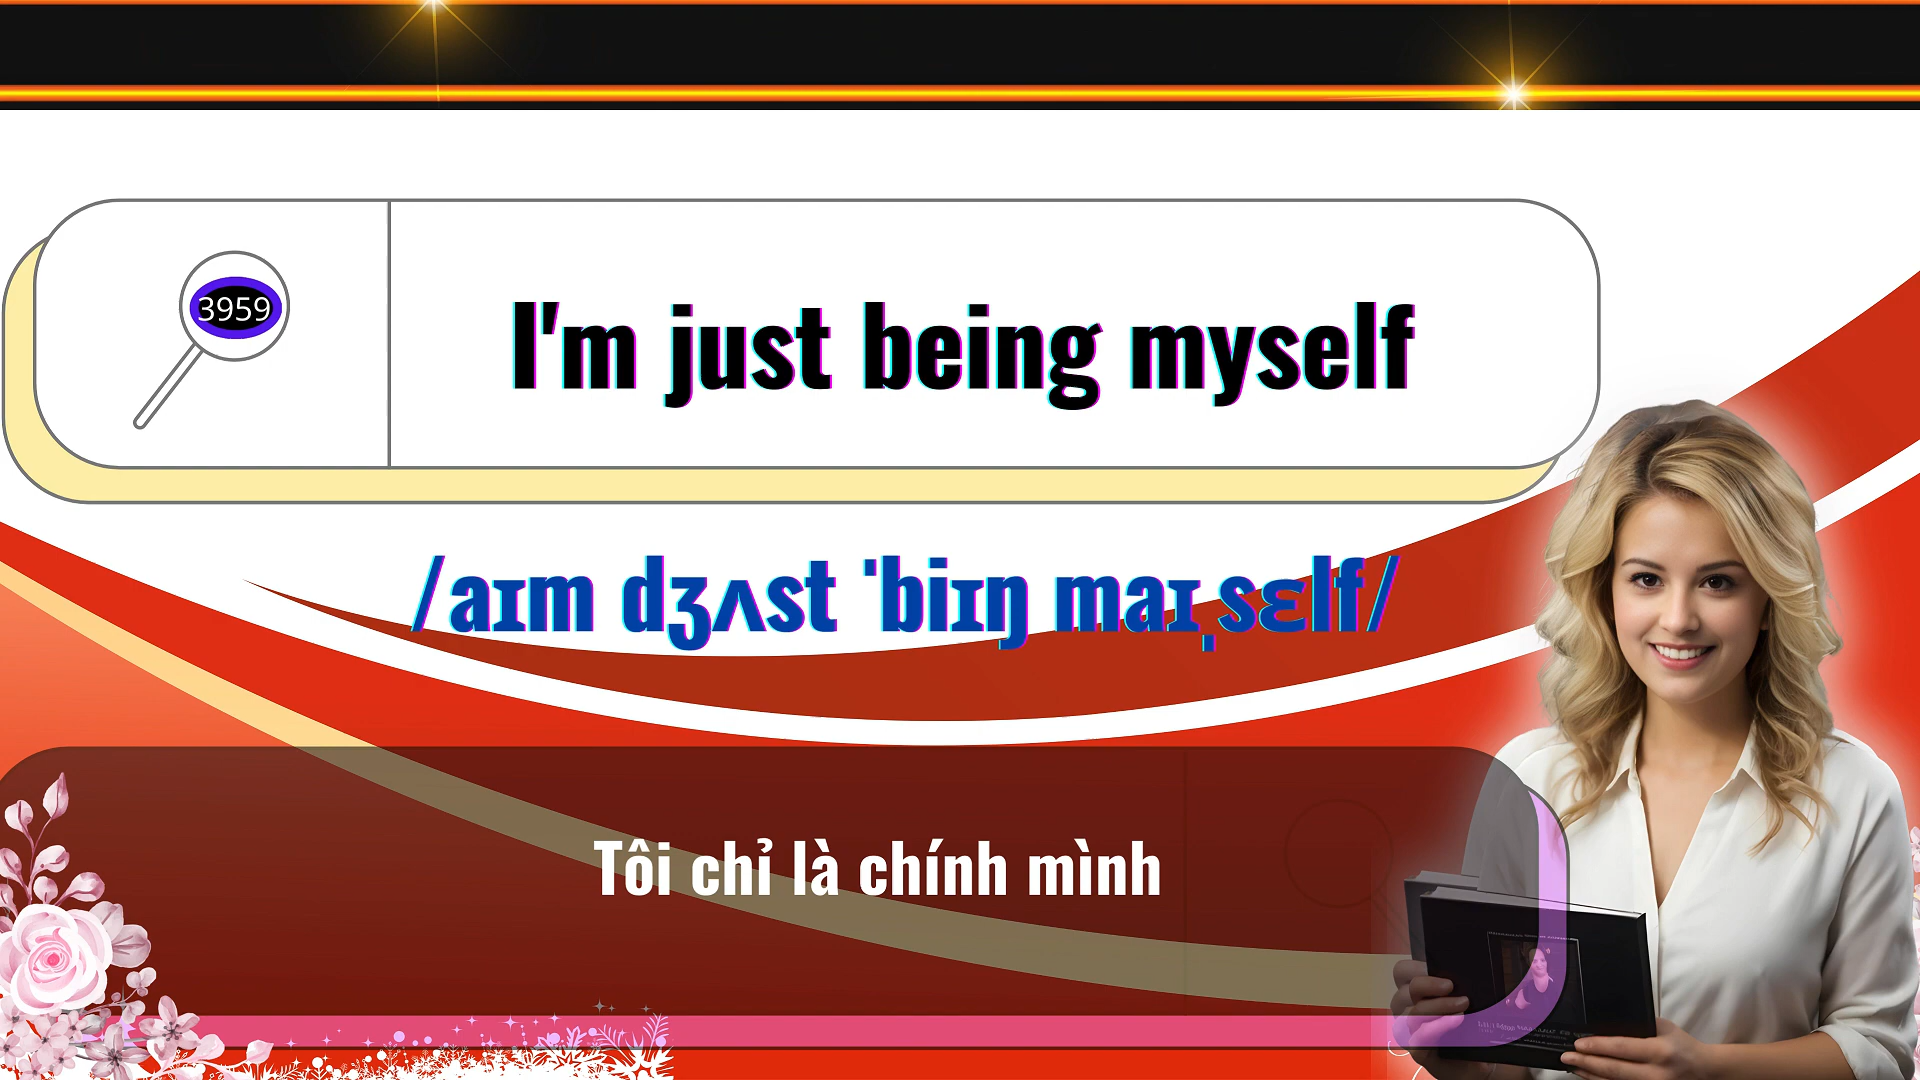 3959
I'm just being myself
/aɪm dʒʌst ˈbiɪŋ maɪˌsɛlf/
Tôi chỉ là chính mình